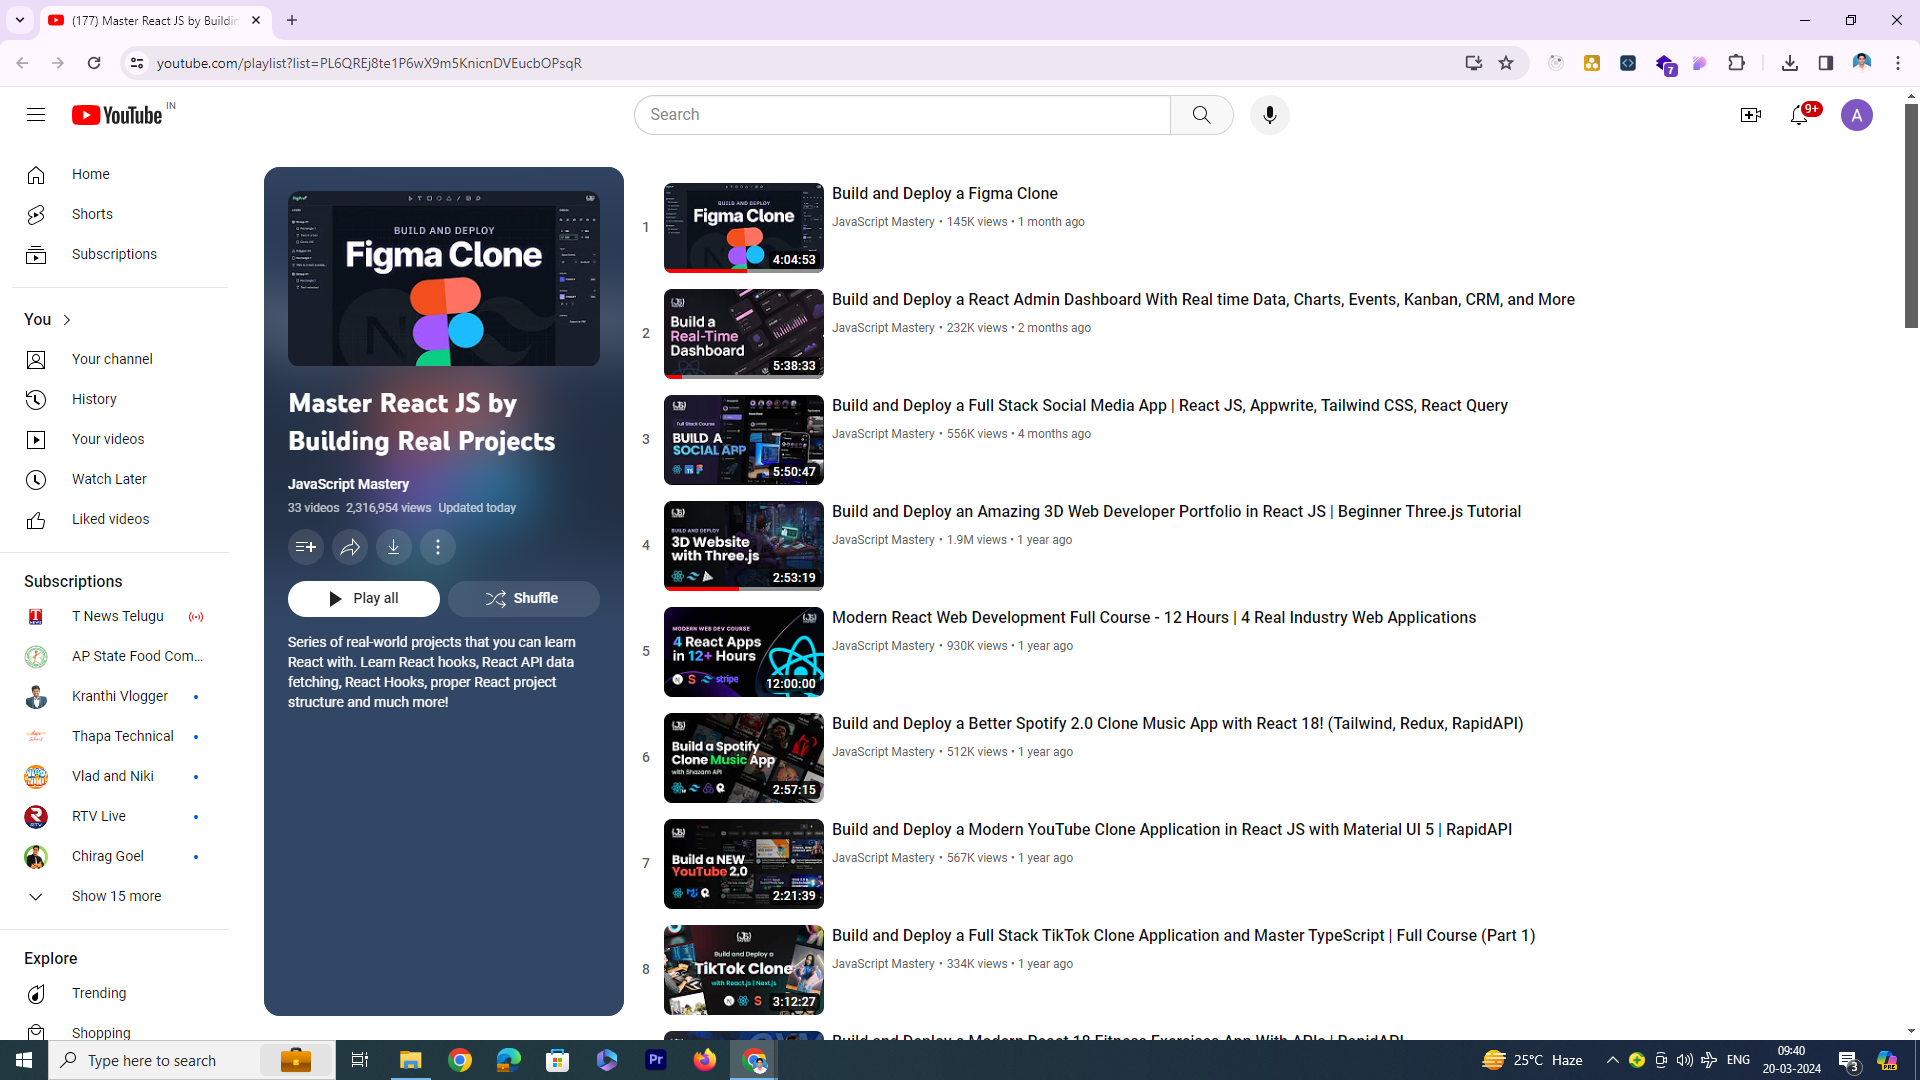 (177) Master React JS by Buildin
youtube.com/playlist?list=PL6QREj8te1P6wX9m5KnicnDVEucbOPsqR
7
YouTube IN
Search
9+
A
Home
Shorts
Subscriptions
You
Your channel
History
Your videos
Watch Later
Liked videos
Subscriptions
T News Telugu
AP State Food Com...
Kranthi Vlogger
Thapa Technical
Vlad and Niki
RTV Live
Chirag Goel
Show 15 more
Explore
Trending
Shopping
BUILD AND DEPLOY
Figma Clone
Master React JS by
Building Real Projects
JavaScript Mastery
33 videos 2,316,954 views Updated today
Play all
Shuffle
Series of real-world projects that you can learn
React with. Learn React hooks, React API data
fetching, React Hooks, proper React project
structure and much more!
1
BUILD AND DEPLOY
Figma Clone
4:04:53
Build and Deploy a Figma Clone
JavaScript Mastery • 145K views • 1 month ago
2
Build a
Real-Time
Dashboard
5:38:33
Build and Deploy a React Admin Dashboard With Real time Data, Charts, Events, Kanban, CRM, and More
JavaScript Mastery • 232K views • 2 months ago
3
Full Stack Course
BUILD A
SOCIAL APP
5:50:47
Build and Deploy a Full Stack Social Media App | React JS, Appwrite, Tailwind CSS, React Query
JavaScript Mastery • 556K views • 4 months ago
4
BUILD AND DEPLOY
3D Website
with Three.js
2:53:19
Build and Deploy an Amazing 3D Web Developer Portfolio in React JS | Beginner Three.js Tutorial
JavaScript Mastery • 1.9M views • 1 year ago
5
MODERN WEB DEV COURSE
4 React Apps
in 12+ Hours
stripe
12:00:00
Modern React Web Development Full Course - 12 Hours | 4 Real Industry Web Applications
JavaScript Mastery • 930K views • 1 year ago
6
Build a Spotify
Clone Music App
with Shazam API
2:57:15
Build and Deploy a Better Spotify 2.0 Clone Music App with React 18! (Tailwind, Redux, RapidAPI)
JavaScript Mastery • 512K views • 1 year ago
7
Build a NEW
YouTube 2.0
2:21:39
Build and Deploy a Modern YouTube Clone Application in React JS with Material UI 5 | RapidAPI
JavaScript Mastery • 567K views • 1 year ago
8
Build and Deploy a
TikTok Clone
with React.js | Next.js
3:12:27
Build and Deploy a Full Stack TikTok Clone Application and Master TypeScript | Full Course (Part 1)
JavaScript Mastery • 334K views • 1 year ago
Build and Deploy a Modern React 18 Fitness Exercises App With APIs | RapidAPI
Type here to search
Pr
25°C Haze
ENG
09:40
20-03-2024
3